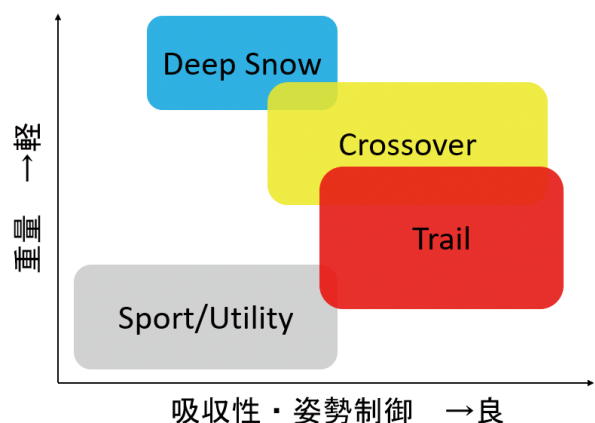 Deep Snow
Crossover
Trail
Sport/Utility
重量　→軽
吸収性・姿勢制御　→良